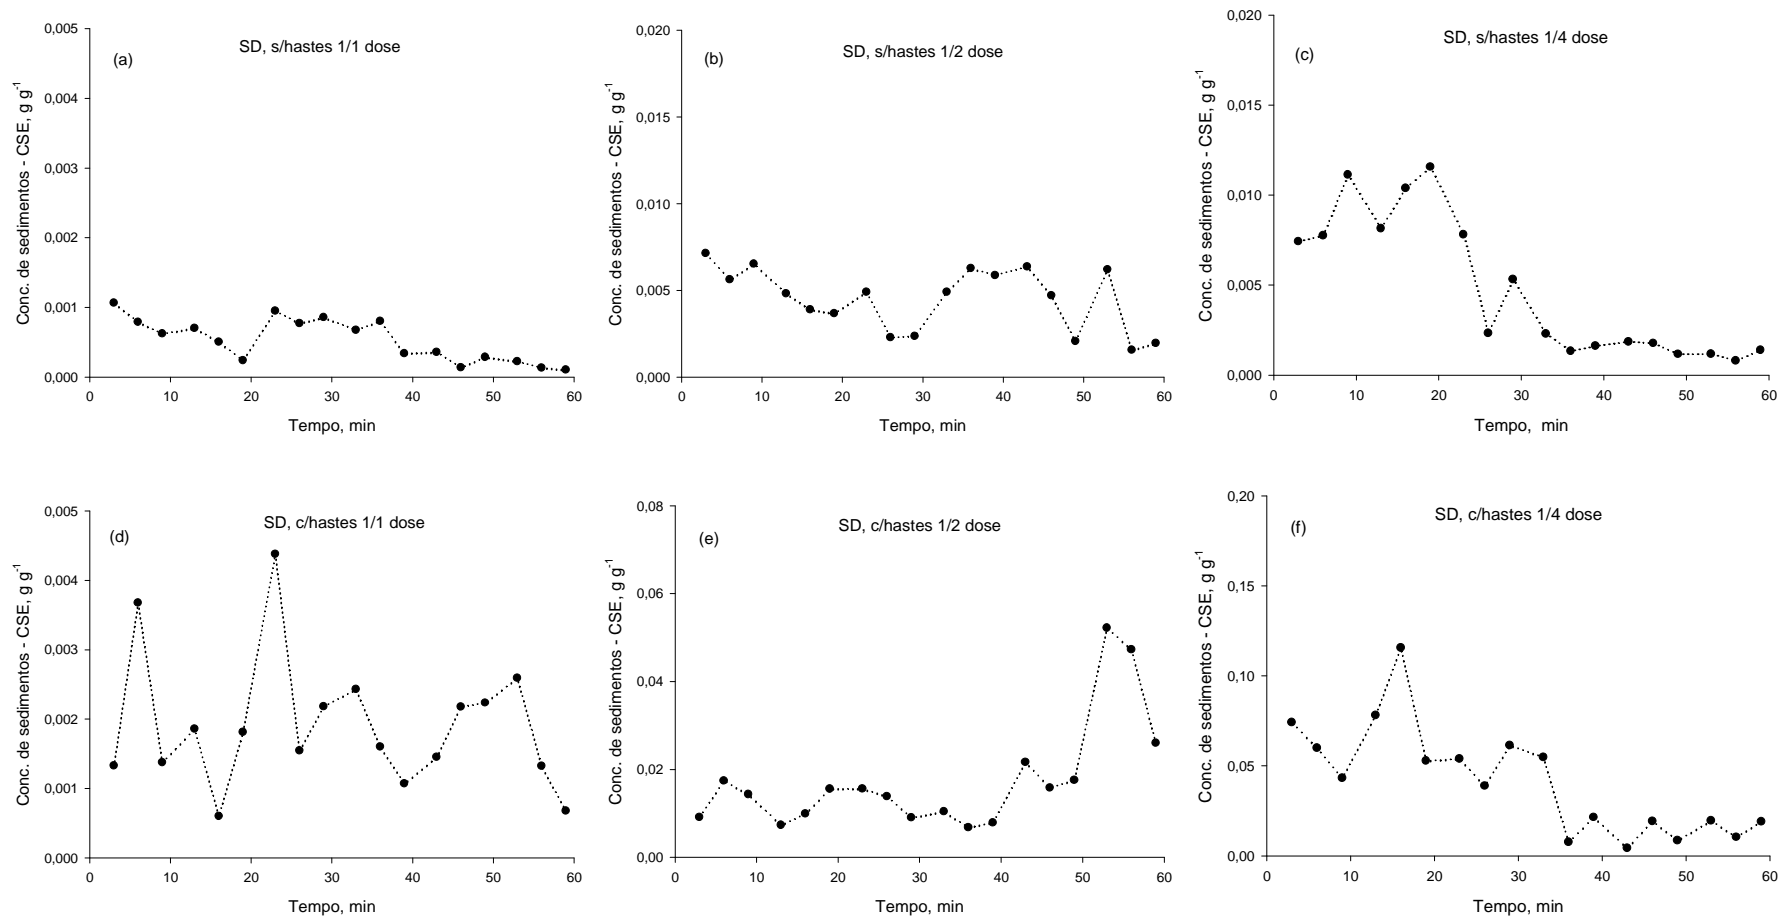 (a)
SD, s/hastes 1/1 dose
Conc. de sedimentos - CSE, g g-1
0,005
0,004
0,003
0,002
0,001
0,000
0 10 20 30 40 50 60
Tempo, min
(b)
SD, s/hastes 1/2 dose
Conc. de sedimentos - CSE, g g-1
0,020
0,015
0,010
0,005
0,000
0 10 20 30 40 50 60
Tempo, min
(c)
SD, s/hastes 1/4 dose
Conc. de sedimentos - CSE, g g-1
0,020
0,015
0,010
0,005
0,000
0 10 20 30 40 50 60
Tempo, min
(d)
SD, c/hastes 1/1 dose
Conc. de sedimentos - CSE, g g-1
0,005
0,004
0,003
0,002
0,001
0,000
0 10 20 30 40 50 60
Tempo, min
(e)
SD, c/hastes 1/2 dose
Conc. de sedimentos - CSE, g g-1
0,08
0,06
0,04
0,02
0,00
0 10 20 30 40 50 60
Tempo, min
(f)
SD, c/hastes 1/4 dose
Conc. de sedimentos - CSE, g g-1
0,20
0,15
0,10
0,05
0,00
0 10 20 30 40 50 60
Tempo, min